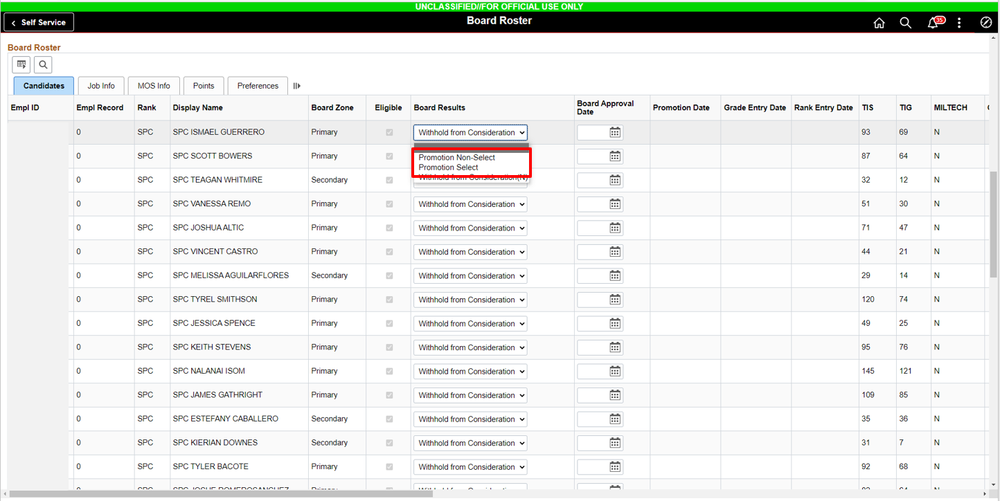 UNCLASSIFIED//FOR OFFICIAL USE ONLY
Self Service
Board Roster
35
Board Roster
Candidates Job Info MOS Info Points Preferences
Empl ID Empl Record Rank Display Name Board Zone Eligible Board Results Board Approval Date Promotion Date Grade Entry Date Rank Entry Date TIS TIG MILTECH
0 SPC SPC ISMAEL GUERRERO Primary Withhold from Consideration 93 69 N
0 SPC SPC SCOTT BOWERS Primary Promotion Non-Select 87 64 N
Promotion Select
Withhold from Consideration(N)
0 SPC SPC TEAGAN WHITMIRE Secondary 32 12 N
0 SPC SPC VANESSA REMO Primary Withhold from Consideration 51 30 N
0 SPC SPC JOSHUA ALTIC Primary Withhold from Consideration 71 47 N
0 SPC SPC VINCENT CASTRO Primary Withhold from Consideration 44 21 N
0 SPC SPC MELISSA AGUILARFLORES Secondary Withhold from Consideration 29 14 N
0 SPC SPC TYREL SMITHSON Primary Withhold from Consideration 120 74 N
0 SPC SPC JESSICA SPENCE Primary Withhold from Consideration 49 25 N
0 SPC SPC KEITH STEVENS Primary Withhold from Consideration 95 76 N
0 SPC SPC NALANAI ISOM Primary Withhold from Consideration 145 121 N
0 SPC SPC JAMES GATHRIGHT Primary Withhold from Consideration 109 85 N
0 SPC SPC ESTEFANY CABALLERO Secondary Withhold from Consideration 35 36 N
0 SPC SPC KIERIAN DOWNES Secondary Withhold from Consideration 31 7 N
0 SPC SPC TYLER BACOTE Primary Withhold from Consideration 92 68 N